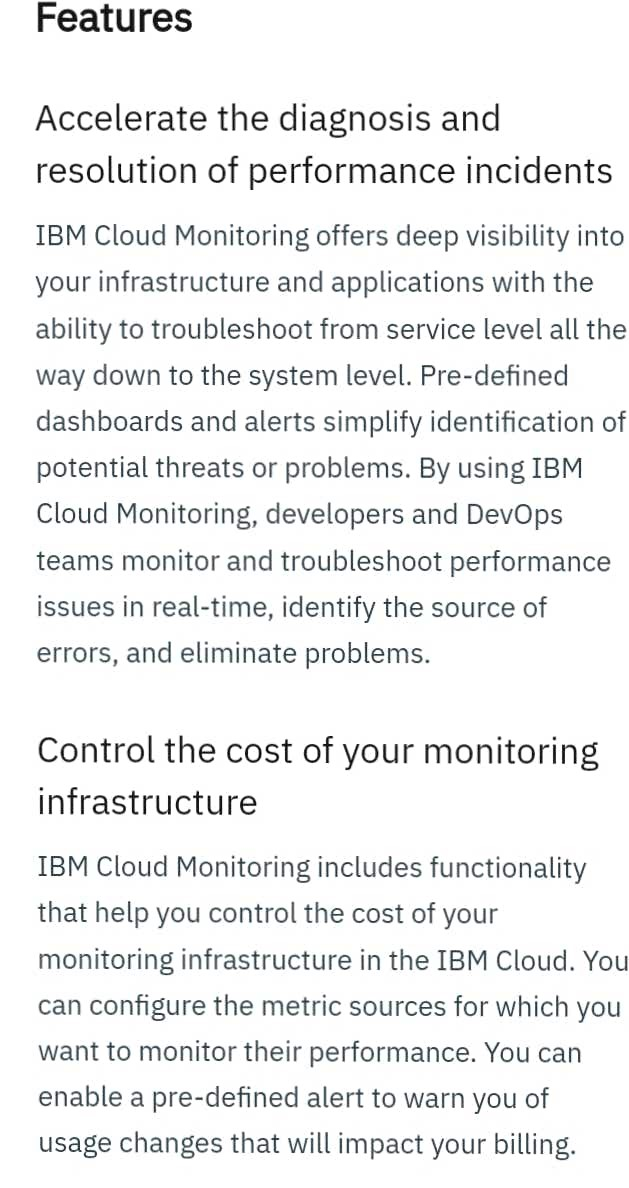 Features
Accelerate the diagnosis and
resolution of performance incidents
IBM Cloud Monitoring offers deep visibility into
your infrastructure and applications with the
ability to troubleshoot from service level all the
way down to the system level. Pre-defined
dashboards and alerts simplify identification of
potential threats or problems. By using IBM
Cloud Monitoring, developers and DevOps
teams monitor and troubleshoot performance
issues in real-time, identify the source of
errors, and eliminate problems.
Control the cost of your monitoring
infrastructure
IBM Cloud Monitoring includes functionality
that help you control the cost of your
monitoring infrastructure in the IBM Cloud. You
can configure the metric sources for which you
want to monitor their performance. You can
enable a pre-defined alert to warn you of
usage changes that will impact your billing.